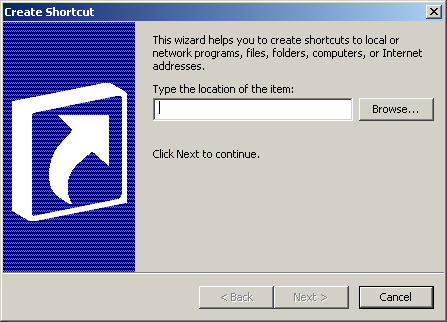 Create Shortcut
This wizard helps you to create shortcuts to local or
network programs, files, folders, computers, or Internet
addresses.
Type the location of the item:
Browse...
Click Next to continue.
< Back
Next >
Cancel